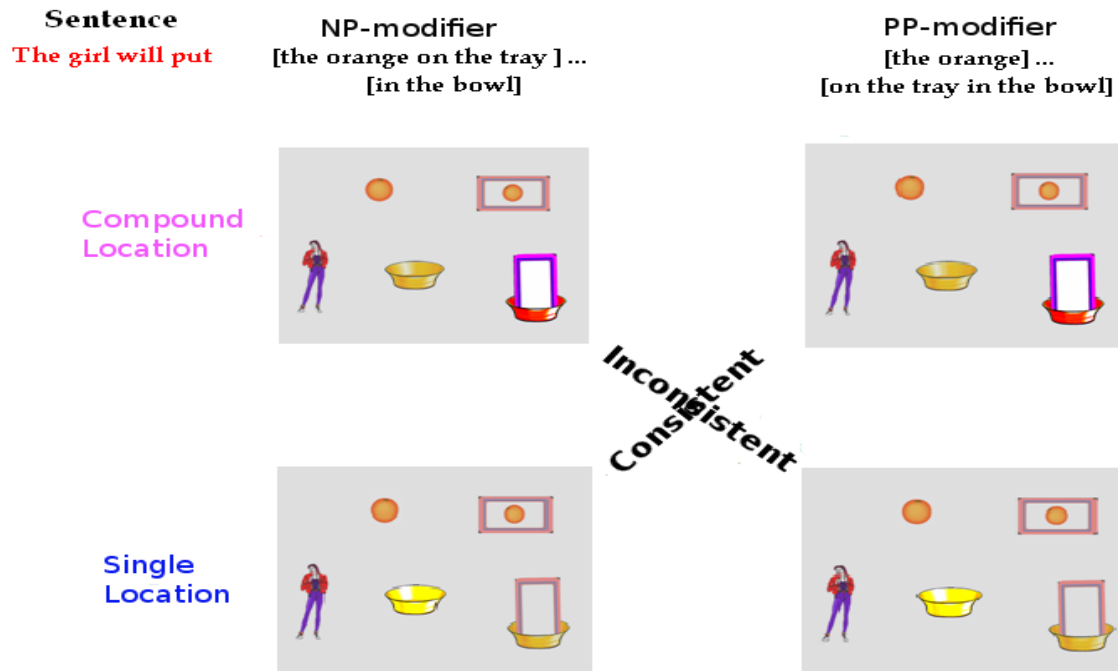 Sentence
The girl will put
NP-modifier
[the orange on the tray ] ...
[in the bowl]
PP-modifier
[the orange] ...
[on the tray in the bowl]
Compound
Location
Inconsistent
Consistent
Single
Location